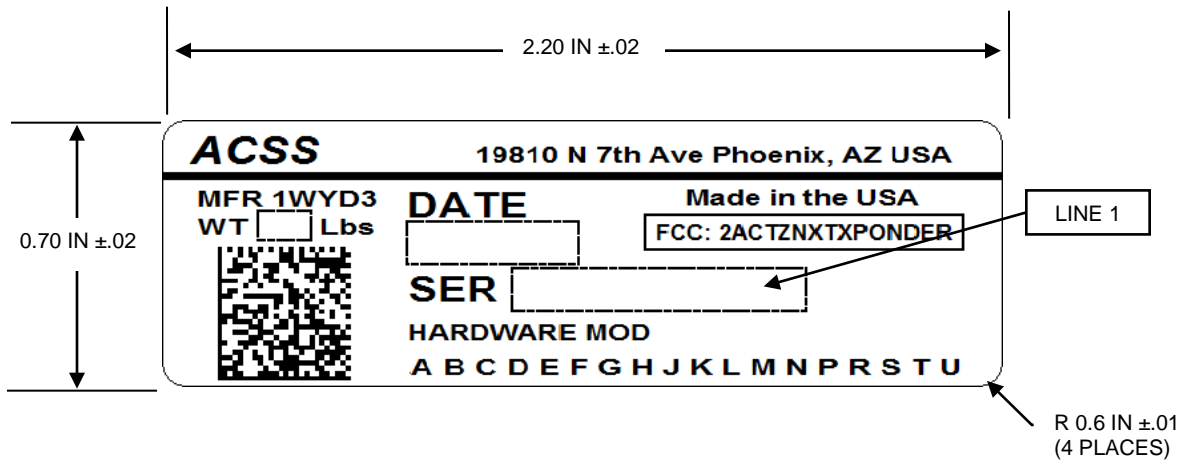 2.20 IN ±.02
ACSS
19810 N 7th Ave Phoenix, AZ USA
MFR 1WYD3
WT Lbs
DATE
Made in the USA
FCC: 2ACTZNXTXPONDER
LINE 1
0.70 IN ±.02
SER
HARDWARE MOD
A B C D E F G H J K L M N P R S T U
R 0.6 IN ±.01
(4 PLACES)